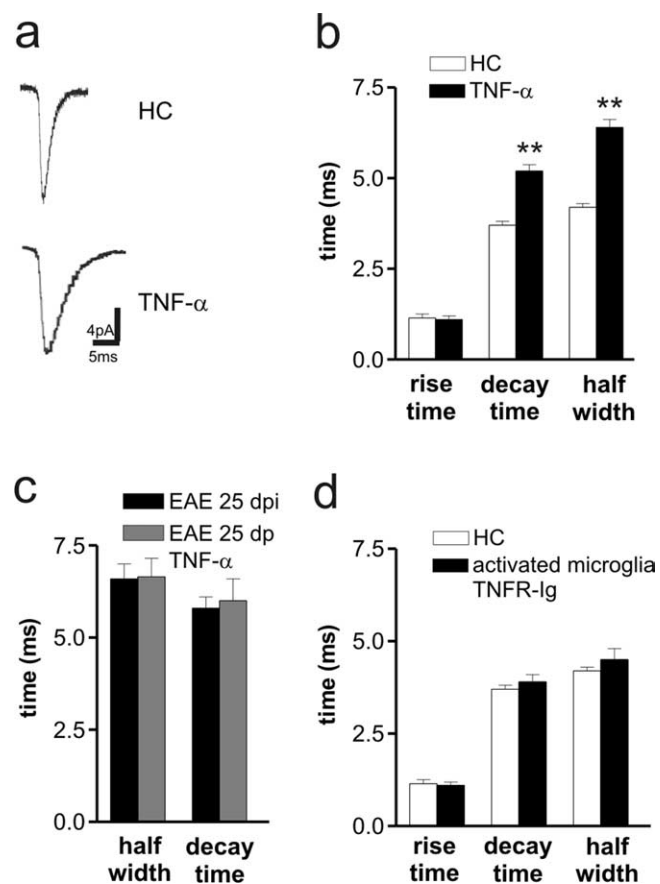 a
HC
TNF-α
4pA
5ms
b
HC
TNF-α
7.5
5.0
2.5
0.0
time (ms)
**
**
rise
time
decay
time
half
width
c
EAE 25 dpi
EAE 25 dp
TNF-α
7.5
5.0
2.5
0.0
time (ms)
half
width
decay
time
d
HC
activated microglia
TNFR-Ig
7.5
5.0
2.5
0.0
time (ms)
rise
time
decay
time
half
width